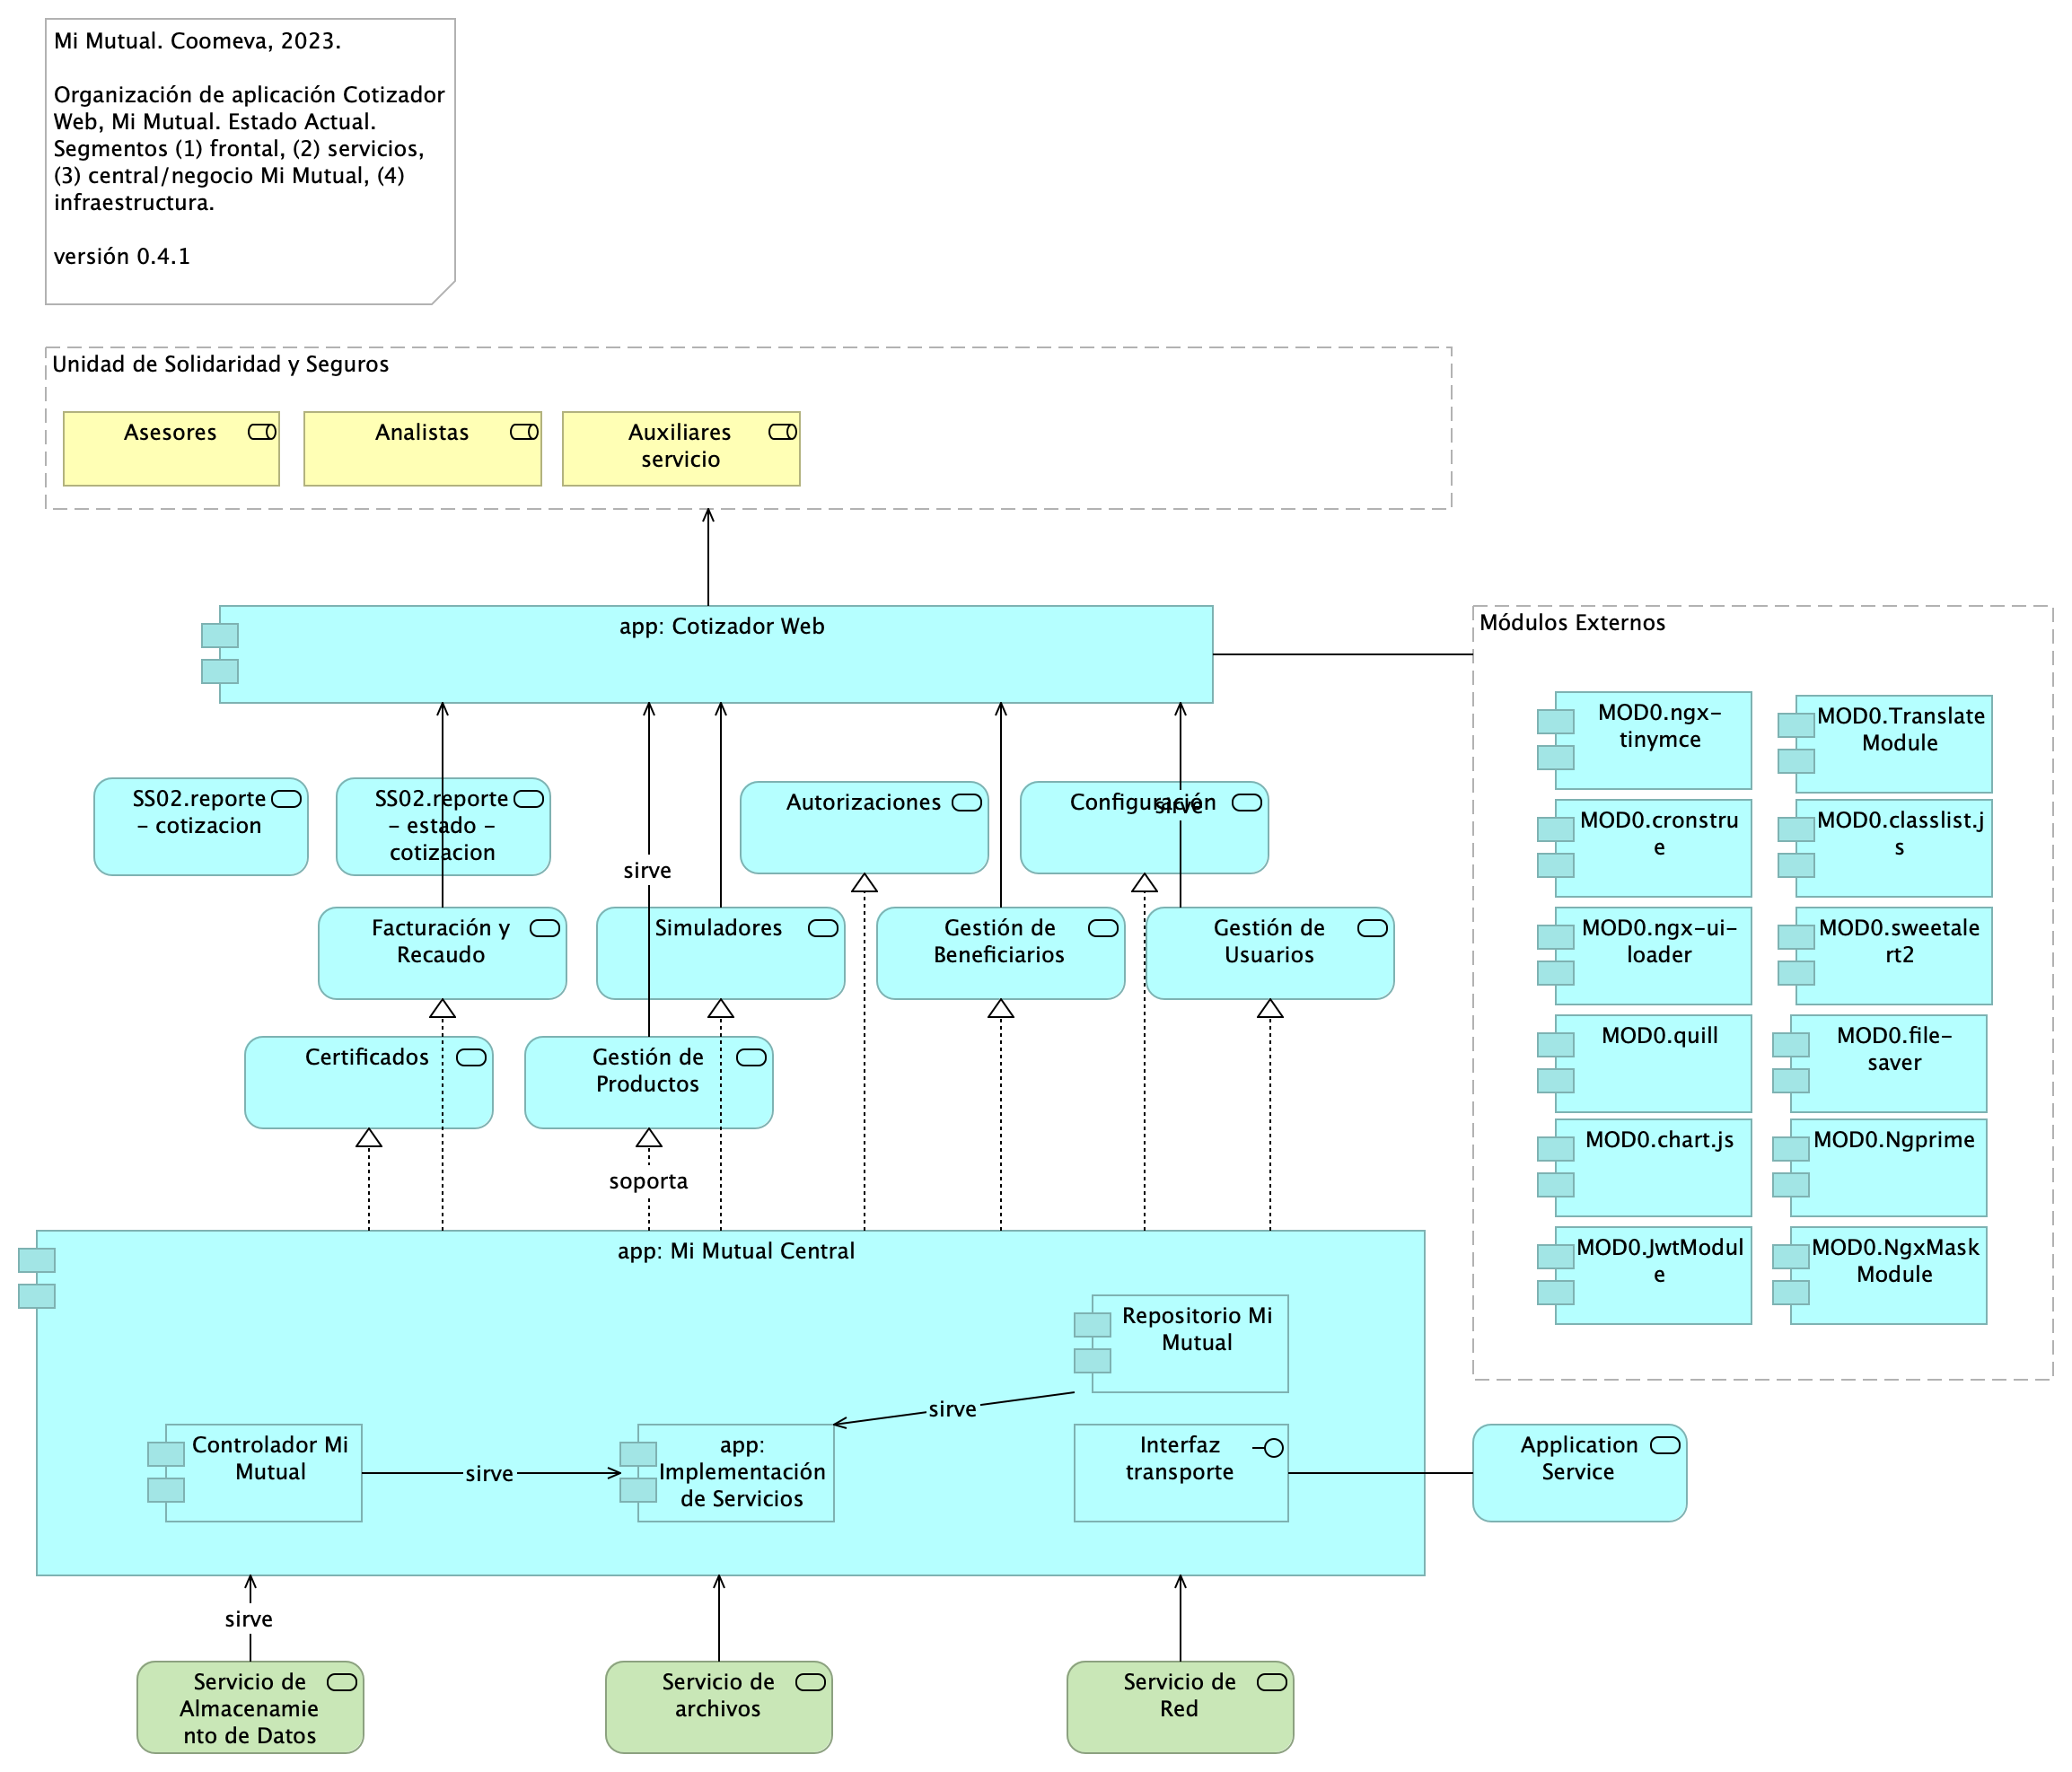 Mi Mutual. Coomeva, 2023.
Organización de aplicación Cotizador
Web, Mi Mutual. Estado Actual.
Segmentos (1) frontal, (2) servicios,
(3) central/negocio Mi Mutual, (4)
infraestructura.
versión 0.4.1
Unidad de Solidaridad y Seguros
Asesores
Analistas
Auxiliares
servicio
app: Cotizador Web
Módulos Externos
MOD0.ngx-
tinymce
MOD0.Translate
Module
SS02.reporte
- cotizacion
SS02.reporte
- estado -
cotizacion
Autorizaciones
Configuración
sirve
MOD0.cronstru
e
MOD0.classlist.j
s
sirve
Facturación y
Recaudo
Simuladores
Gestión de
Beneficiarios
Gestión de
Usuarios
MOD0.ngx-ui-
loader
MOD0.sweetale
rt2
Certificados
Gestión de
Productos
MOD0.quill
MOD0.file-
saver
soporta
MOD0.chart.js
MOD0.Ngprime
app: Mi Mutual Central
MOD0.JwtModul
e
MOD0.NgxMask
Module
Repositorio Mi
Mutual
sirve
Controlador Mi
Mutual
sirve
app:
Implementación
de Servicios
Interfaz
transporte
Application
Service
sirve
Servicio de
Almacenamie
nto de Datos
Servicio de
archivos
Servicio de
Red